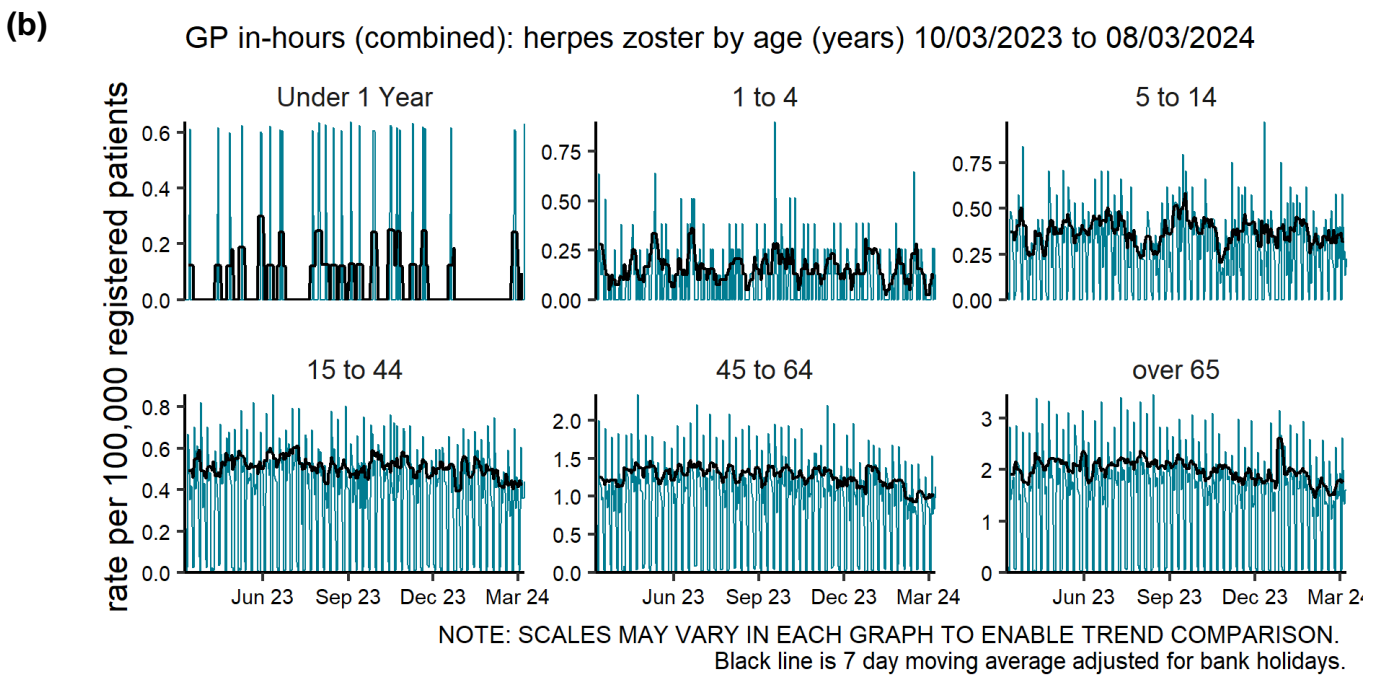 (b)
GP in-hours (combined): herpes zoster by age (years) 10/03/2023 to 08/03/2024
rate per 100,000 registered patients
Under 1 Year
0.6
0.4
0.2
0.0
1 to 4
0.75
0.50
0.25
0.00
5 to 14
0.75
0.50
0.25
0.00
15 to 44
0.8
0.6
0.4
0.2
0.0
Jun 23 Sep 23 Dec 23 Mar 24
45 to 64
2.0
1.5
1.0
0.5
0.0
Jun 23 Sep 23 Dec 23 Mar 24
over 65
3
2
1
0
Jun 23 Sep 23 Dec 23 Mar 2
NOTE: SCALES MAY VARY IN EACH GRAPH TO ENABLE TREND COMPARISON.
Black line is 7 day moving average adjusted for bank holidays.